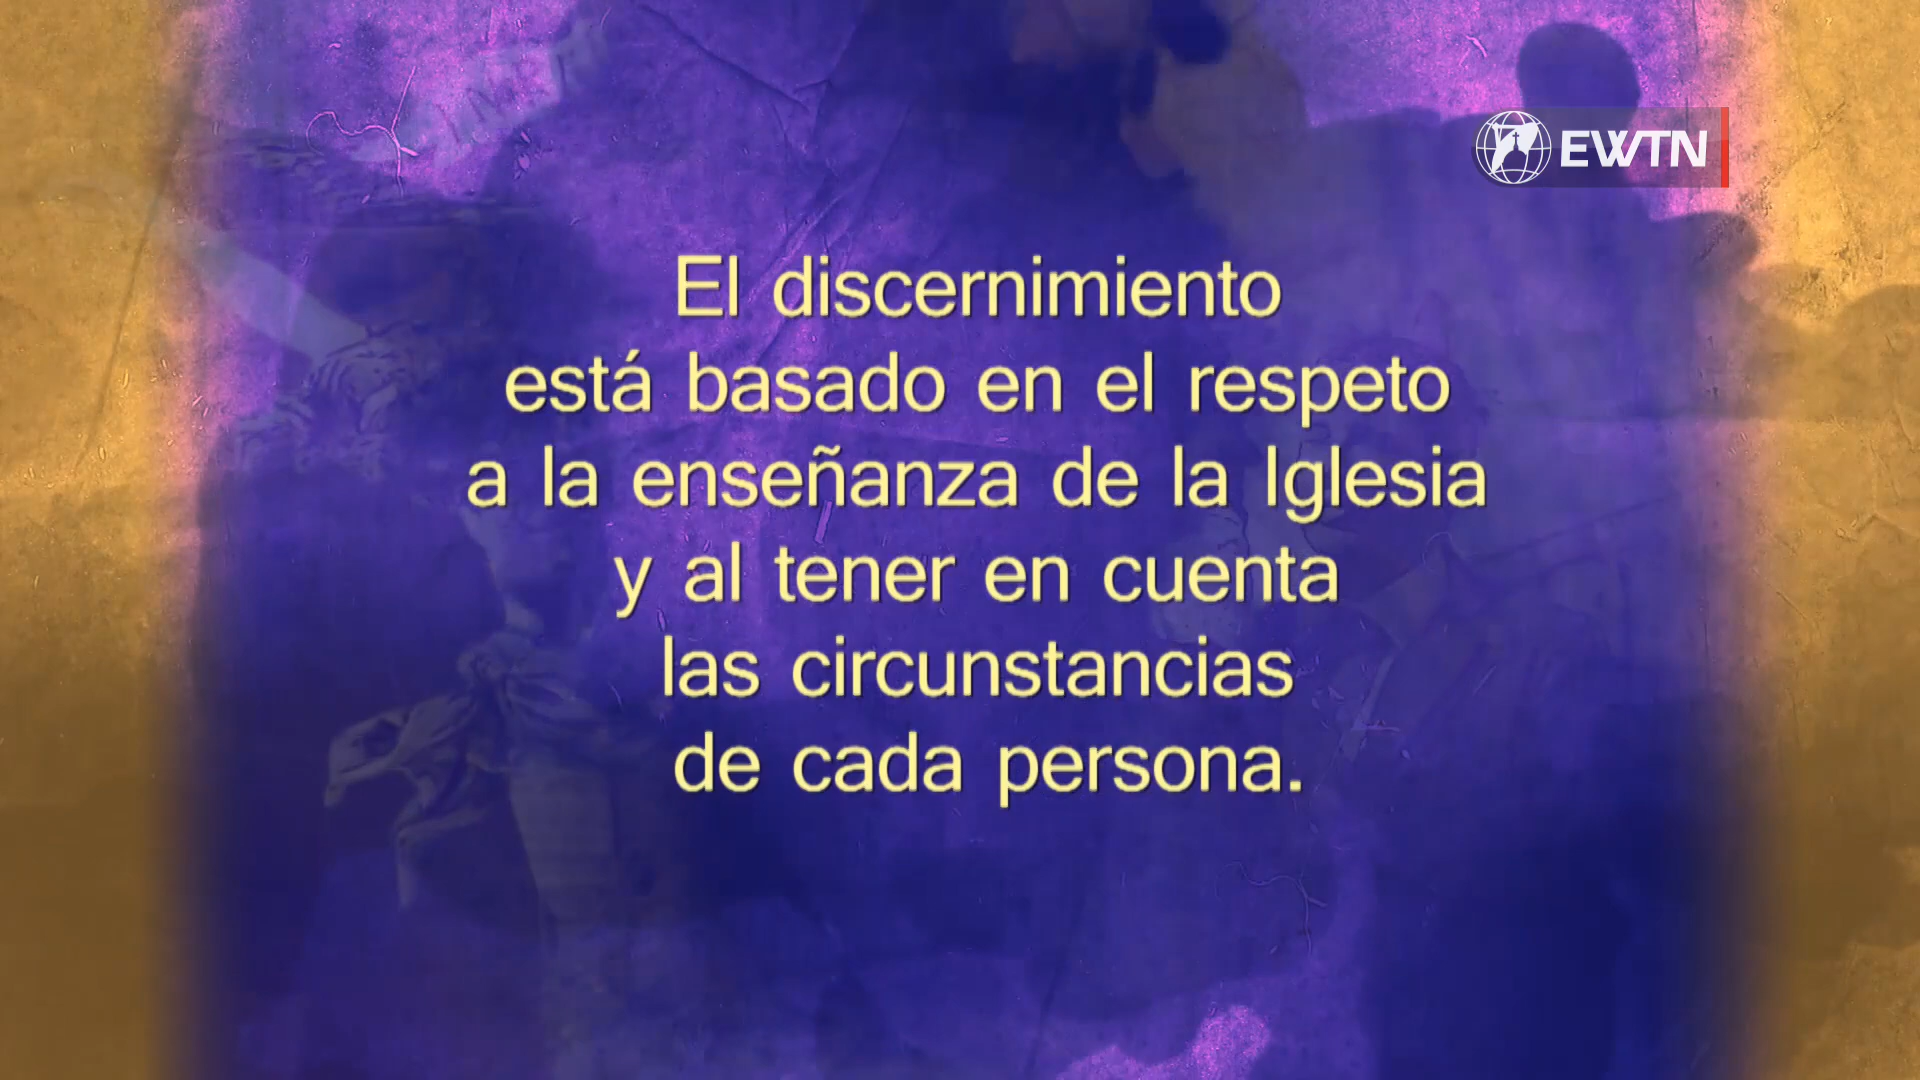 EWTN
El discernimiento
está basado en el respeto
a la enseñanza de la Iglesia
y al tener en cuenta
las circunstancias
de cada persona.